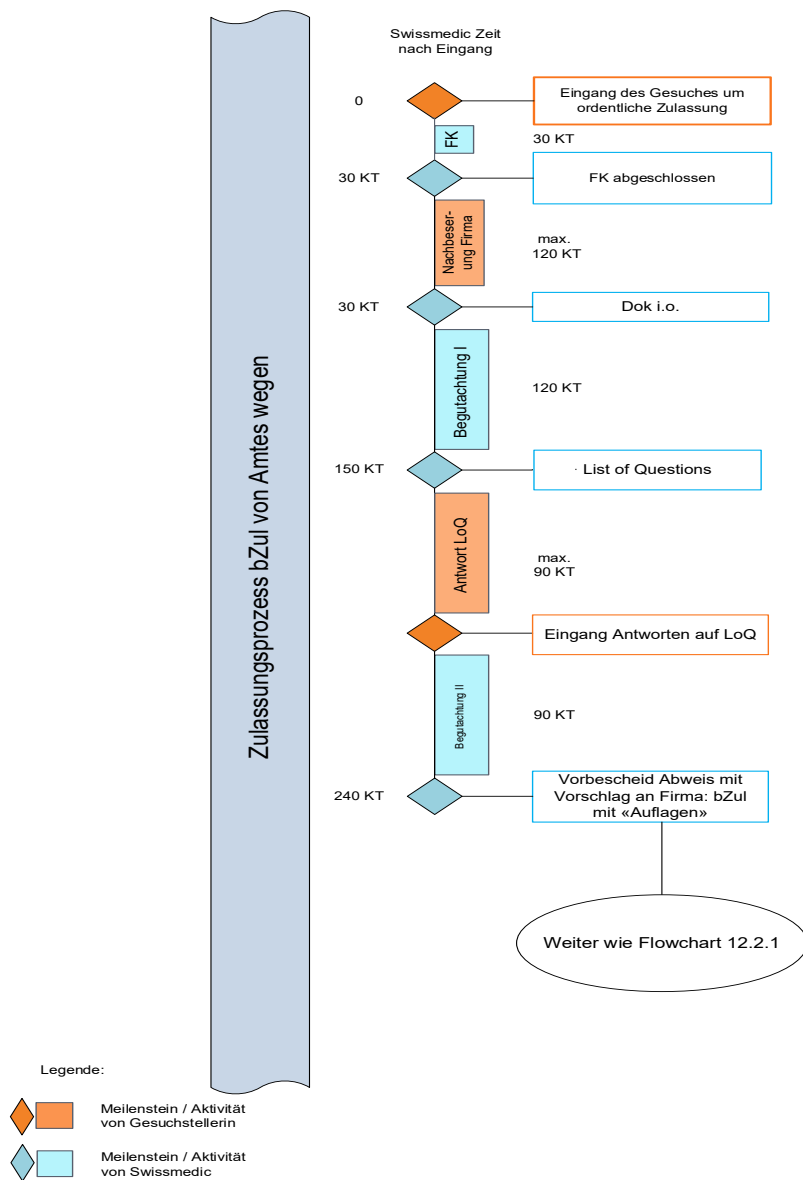 Swissmedic Zeit
nach Eingang
0
Eingang des Gesuches um
ordentliche Zulassung
FK
30 KT
30 KT
FK abgeschlossen
Nachbeser-
ung Firma
max.
120 KT
30 KT
Dok i.o.
Begutachtung I
120 KT
150 KT
· List of Questions
Antwort LoQ
max.
90 KT
Eingang Antworten auf LoQ
Begutachtung II
90 KT
240 KT
Vorbescheid Abweis mit
Vorschlag an Firma: bZul
mit «Auflagen»
Weiter wie Flowchart 12.2.1
Zulassungsprozess bZul von Amtes wegen
Legende:
Meilenstein / Aktivität
von Gesuchstellerin
Meilenstein / Aktivität
von Swissmedic